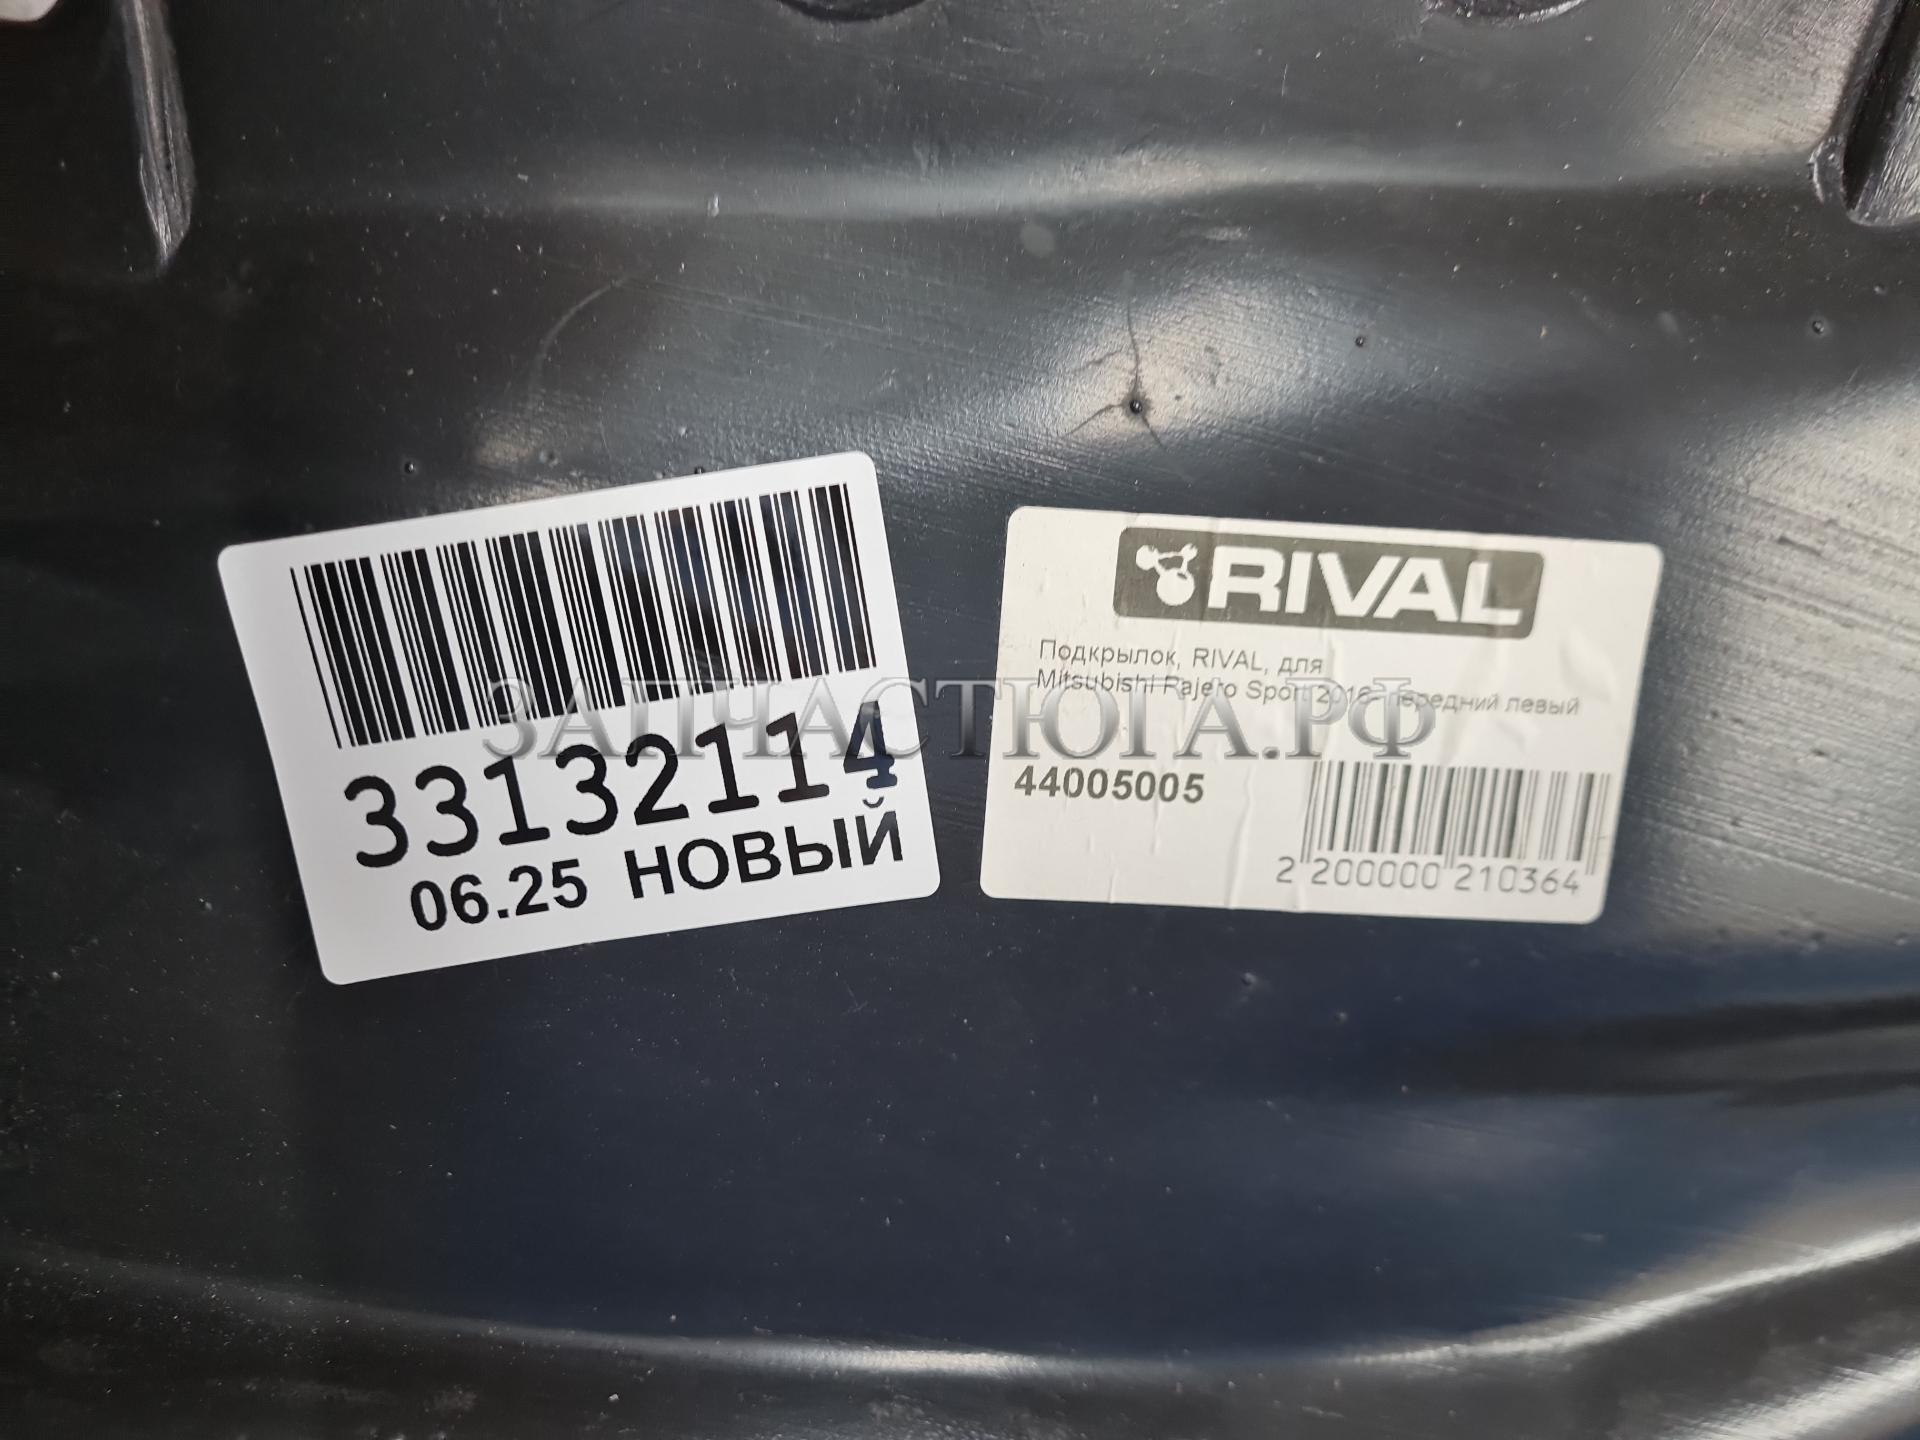 33132114
06.25 НОВЫЙ
RIVAL
Подкрылок, RIVAL, для
Mitsubishi Pajero Sport 2016- передний левый
44005005
2 200000 210364
ЗАПЧАСТЮГА.РФ